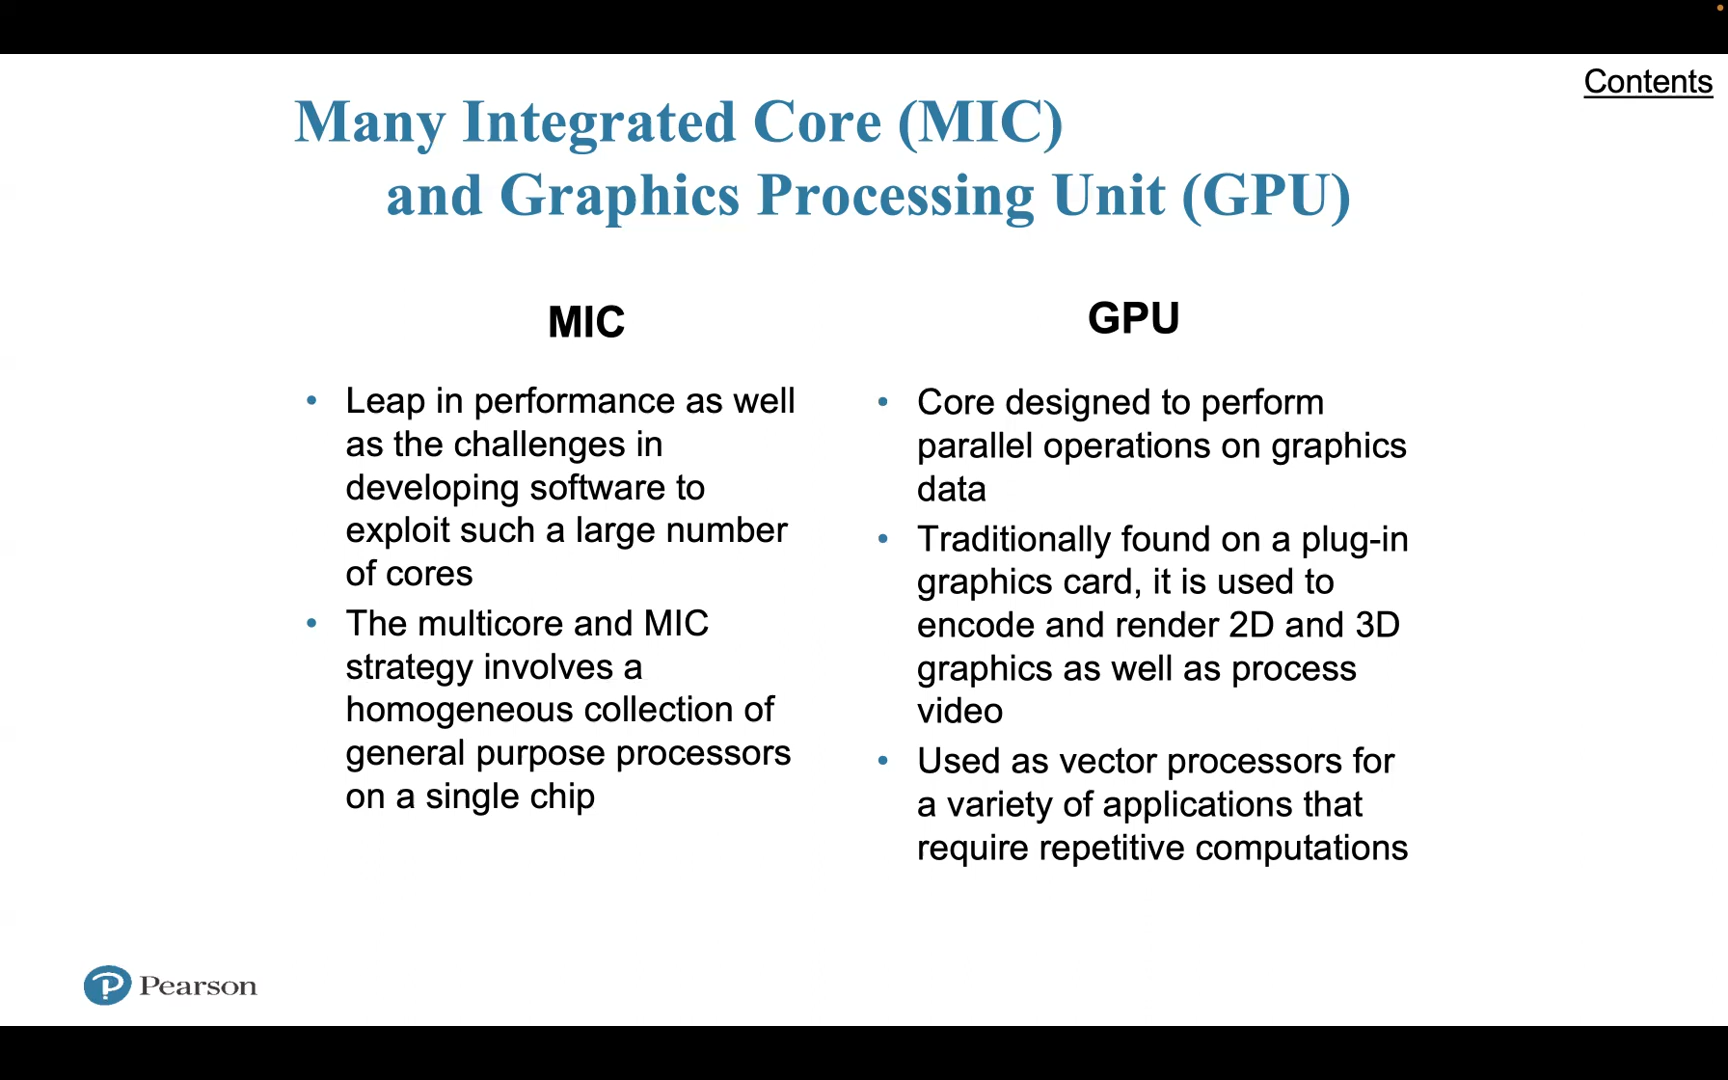 Contents
Many Integrated Core (MIC)
and Graphics Processing Unit (GPU)
MIC
• Leap in performance as well
as the challenges in
developing software to
exploit such a large number
of cores
• The multicore and MIC
strategy involves a
homogeneous collection of
general purpose processors
on a single chip
GPU
• Core designed to perform
parallel operations on graphics
data
• Traditionally found on a plug-in
graphics card, it is used to
encode and render 2D and 3D
graphics as well as process
video
• Used as vector processors for
a variety of applications that
require repetitive computations
P Pearson